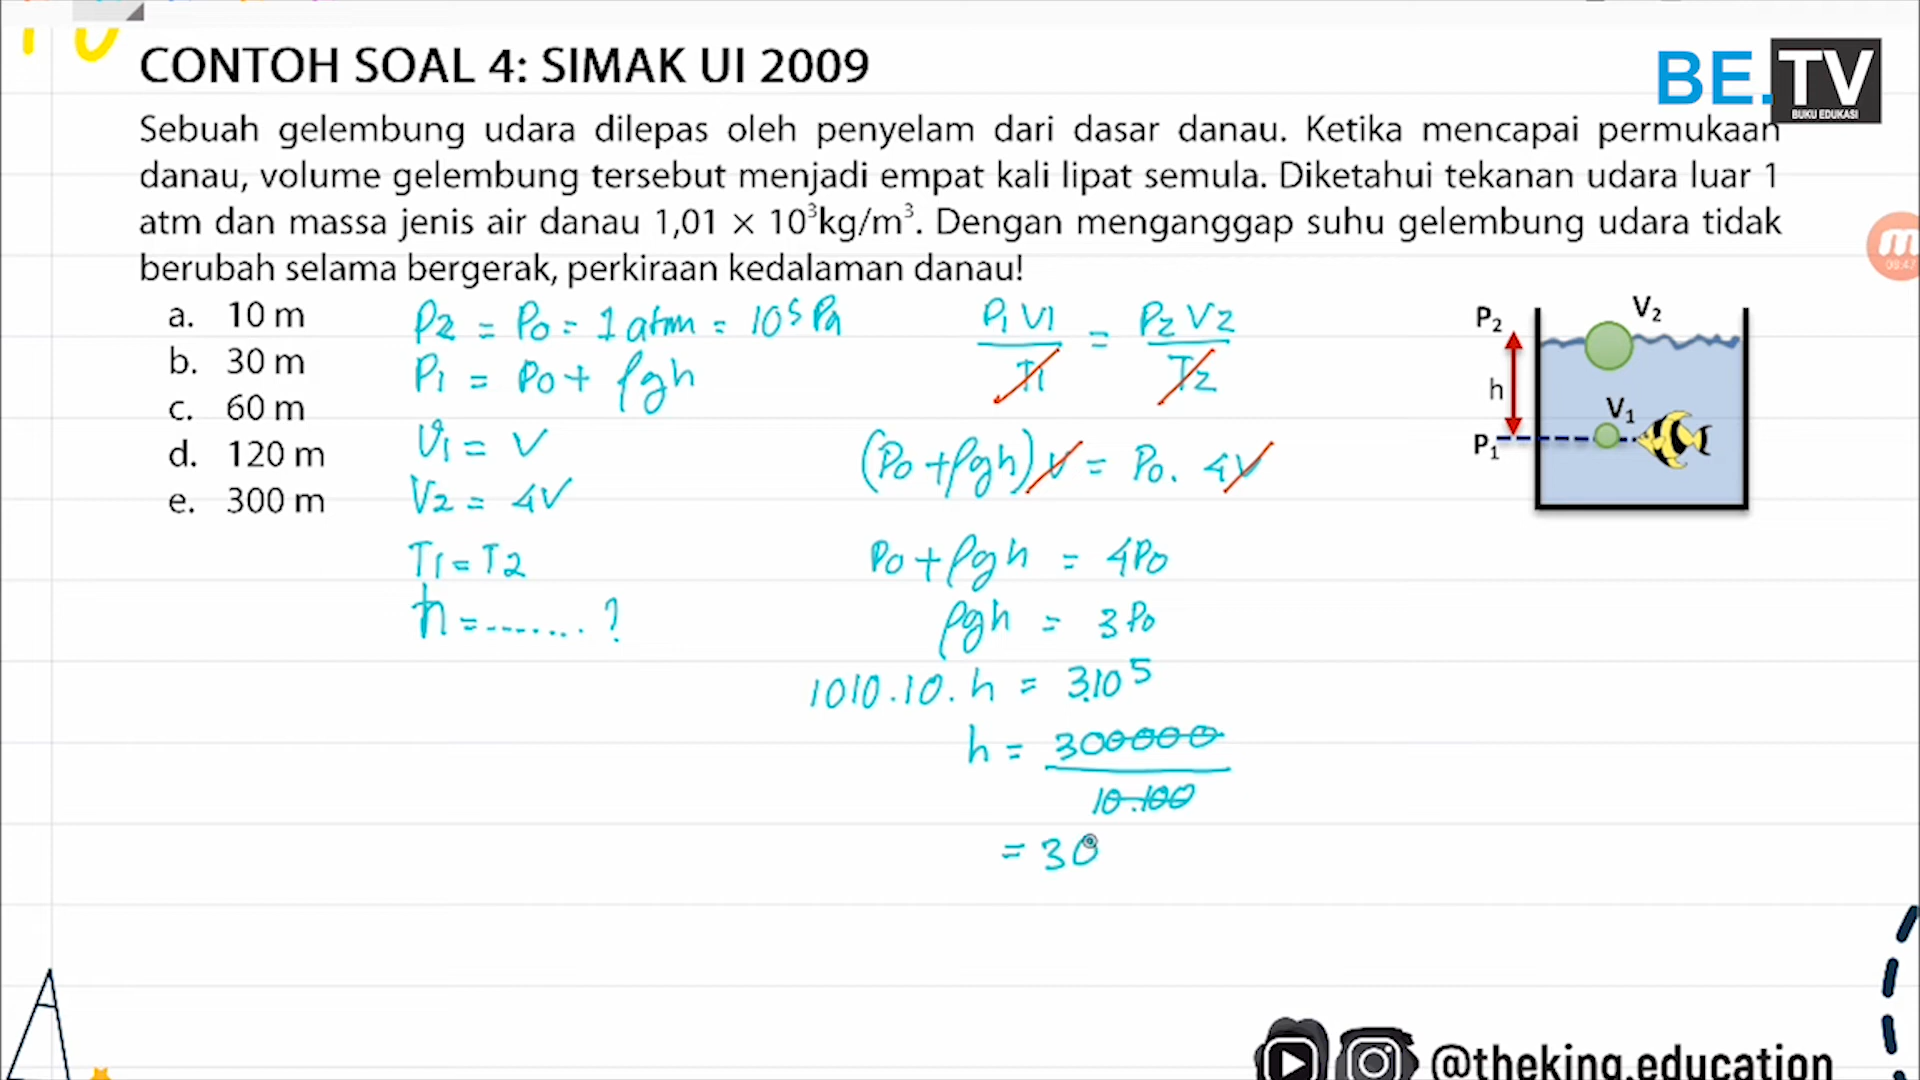 CONTOH SOAL 4: SIMAK UI 2009
BE.TV
BUKU EDUKASI
Sebuah gelembung udara dilepas oleh penyelam dari dasar danau. Ketika mencapai permukaan
danau, volume gelembung tersebut menjadi empat kali lipat semula. Diketahui tekanan udara luar 1
atm dan massa jenis air danau 1,01 × 10³kg/m³. Dengan menganggap suhu gelembung udara tidak
berubah selama bergerak, perkiraan kedalaman danau!
09:47
a. 10 m
b. 30 m
c. 60 m
d. 120 m
e. 300 m
P2 = P0 = 1 atm = 10⁵ Pa
P1 = P0 + ρgh
V1 = V
V2 = 4V
T1 = T2
h = ........ ?
P1 V1 / T1 = P2 V2 / T2
(P0 + ρgh) V = P0 . 4V
P0 + ρgh = 4P0
ρgh = 3P0
1010.10.h = 3.10⁵
h = 300000
10.100
= 30
P₂
V₂
h
V₁
P₁
A
@theking.education